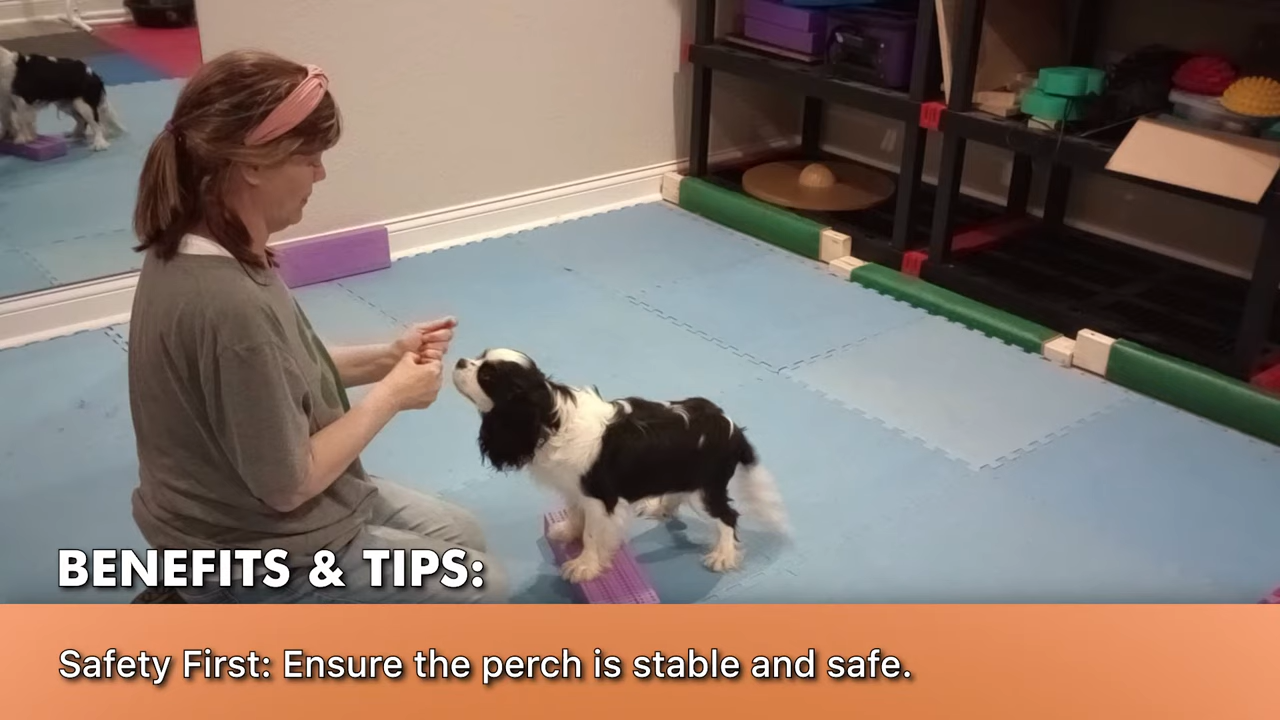 BENEFITS & TIPS:
Safety First: Ensure the perch is stable and safe.